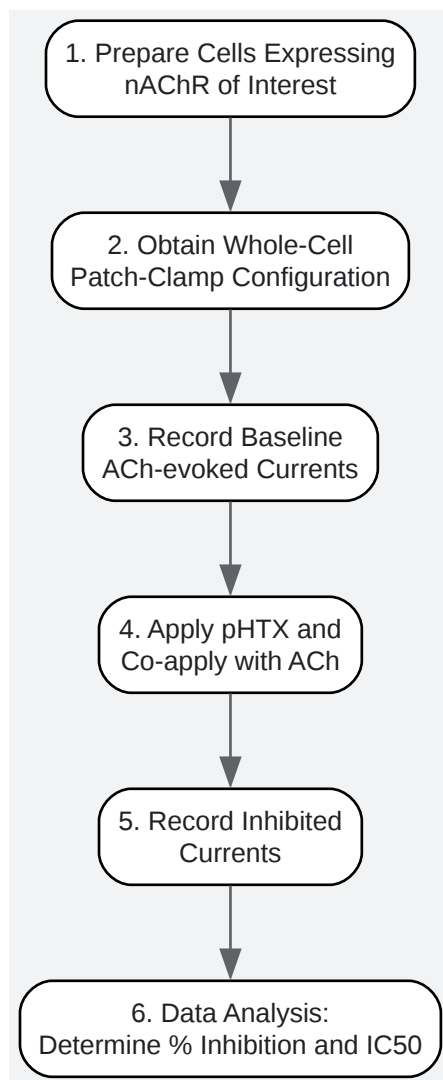 1. Prepare Cells Expressing
nAChR of Interest
2. Obtain Whole-Cell
Patch-Clamp Configuration
3. Record Baseline
ACh-evoked Currents
4. Apply pHTX and
Co-apply with ACh
5. Record Inhibited
Currents
6. Data Analysis:
Determine % Inhibition and IC50